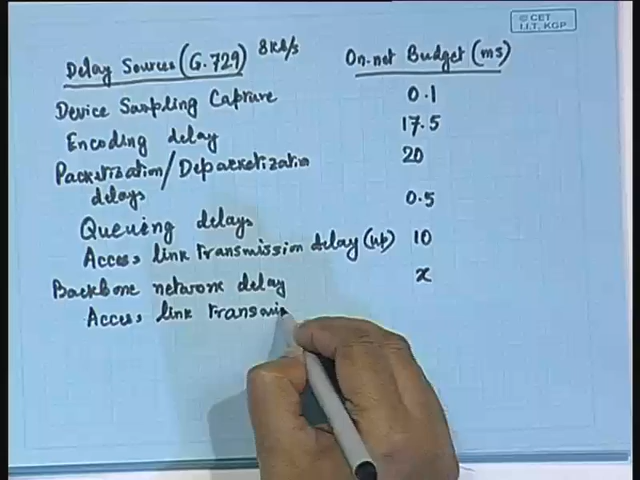 © CET
I.I.T. KGP
Delay Sources (G.729) 8Kb/s On-net Budget (ms)
Device Sampling Capture 0.1
Encoding delay 17.5
Packetization/Depacketization delays 20
Queuing delays 0.5
Access link transmission delay (up) 10
Backbone network delay x
Access link transmi